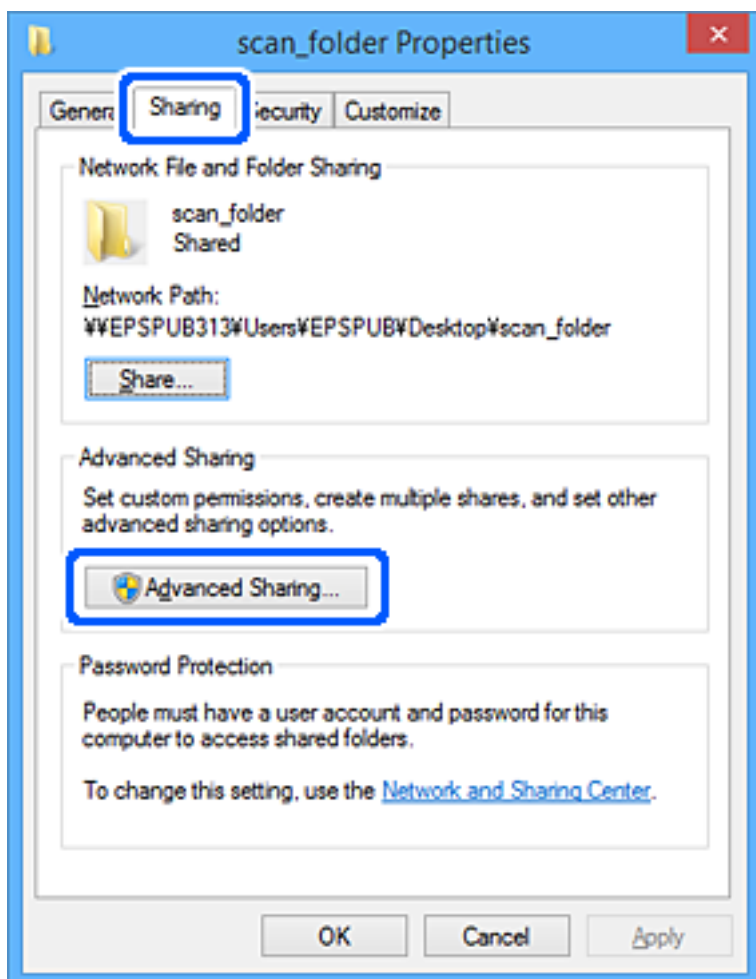 scan_folder Properties
General Sharing Security Customize
Network File and Folder Sharing
scan_folder
Shared
Network Path:
¥¥EPSPUB313¥Users¥EPSPUB¥Desktop¥scan_folder
Share...
Advanced Sharing
Set custom permissions, create multiple shares, and set other
advanced sharing options.
Advanced Sharing...
Password Protection
People must have a user account and password for this
computer to access shared folders.
To change this setting, use the Network and Sharing Center.
OK Cancel Apply